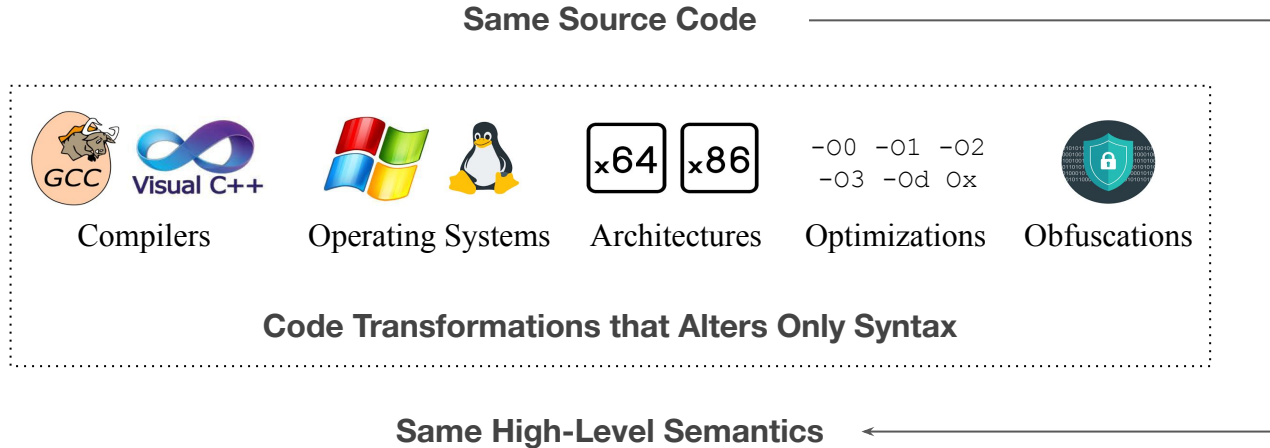 Same Source Code
GCC
Visual C++
x64
x86
-O0 -O1 -O2
-O3 -Od Ox
Compilers
Operating Systems
Architectures
Optimizations
Obfuscations
Code Transformations that Alters Only Syntax
Same High-Level Semantics